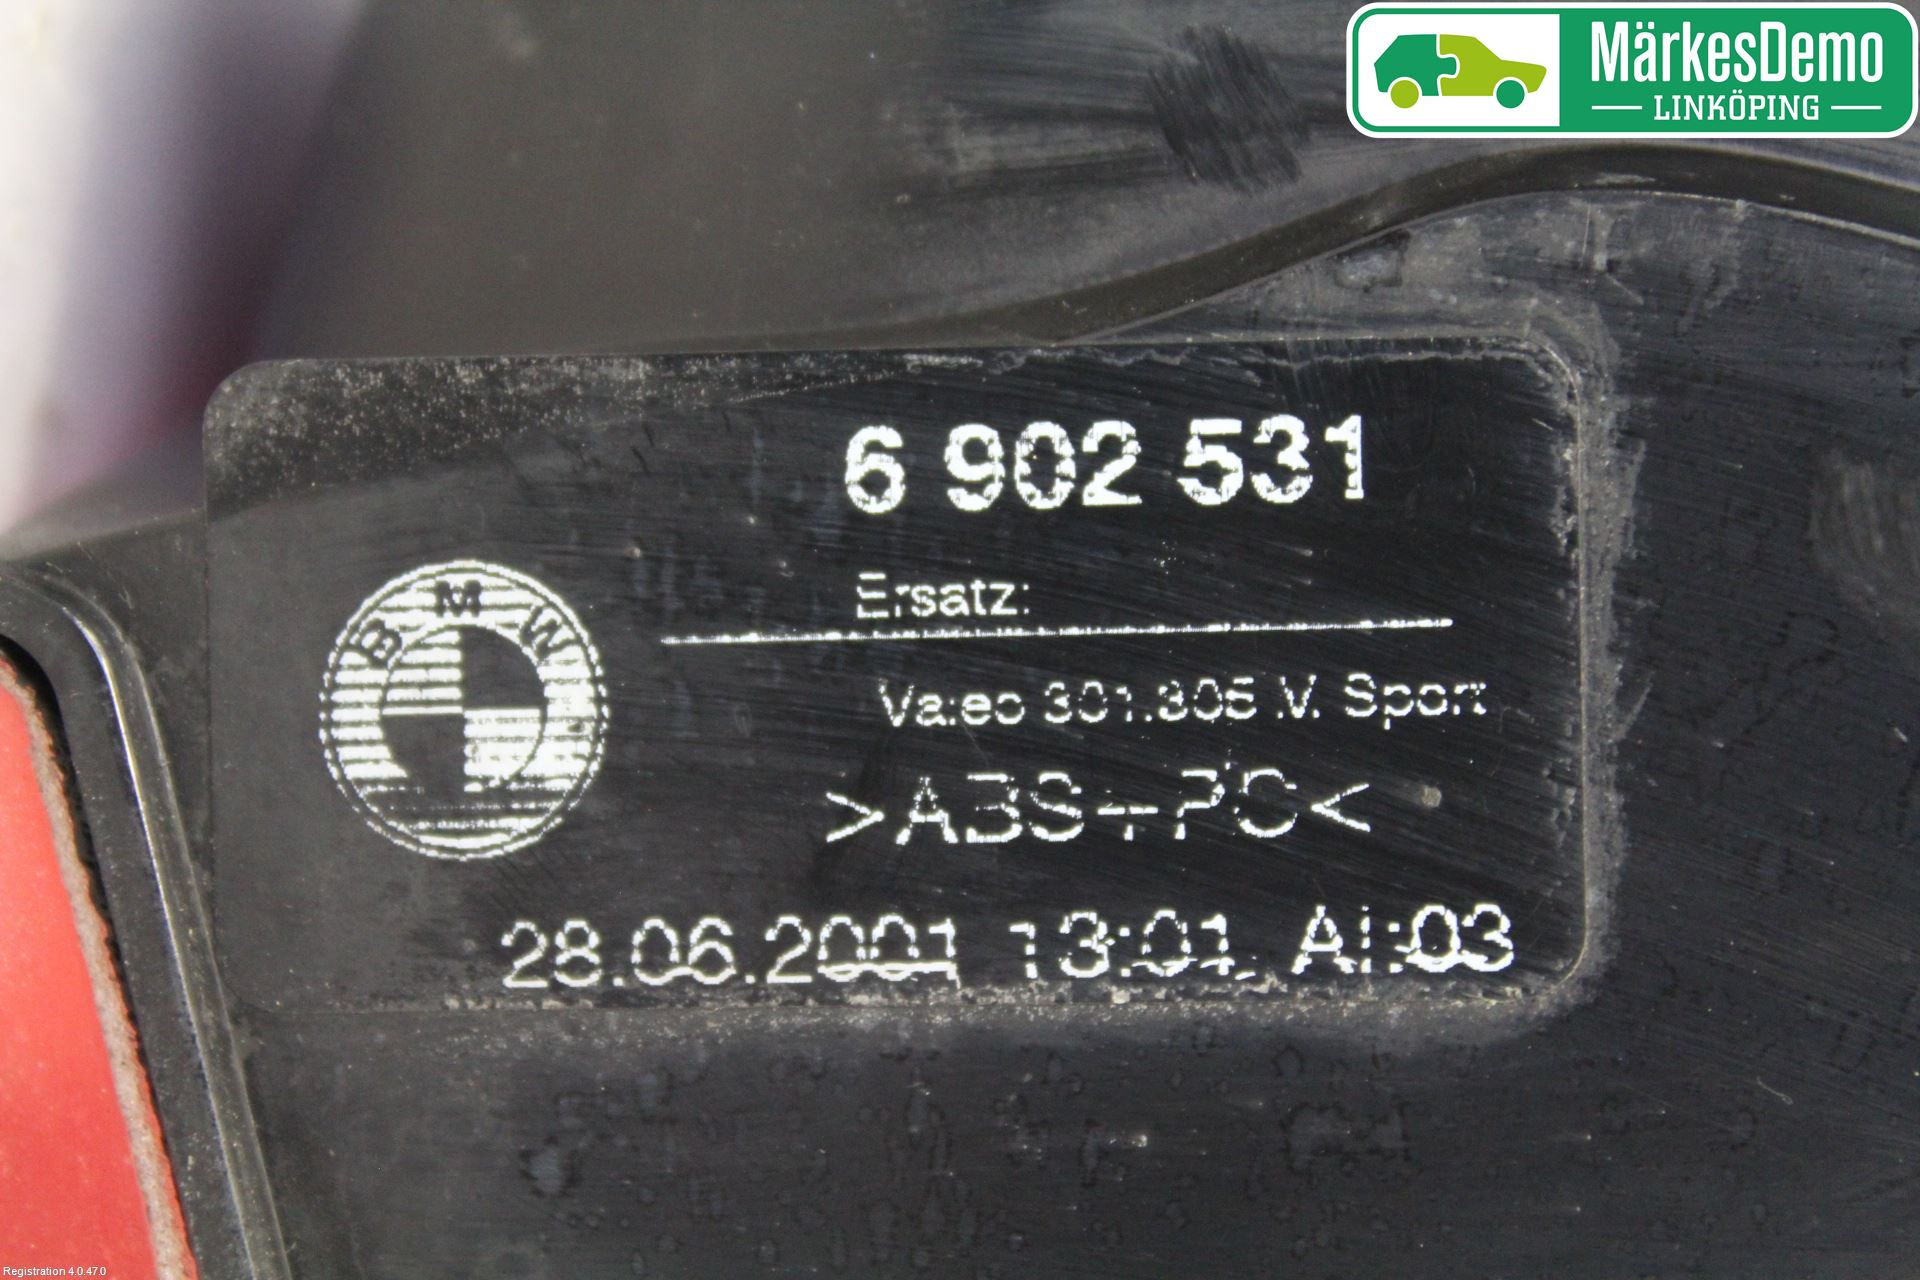 MärkesDemo
LINKÖPING
6 902 531
Ersatz:
BMW
Valeo 301.305 .V. Sport
>ABS+PC<
28.06.2001 13:01 AI:03
Registration 4.0.47.0